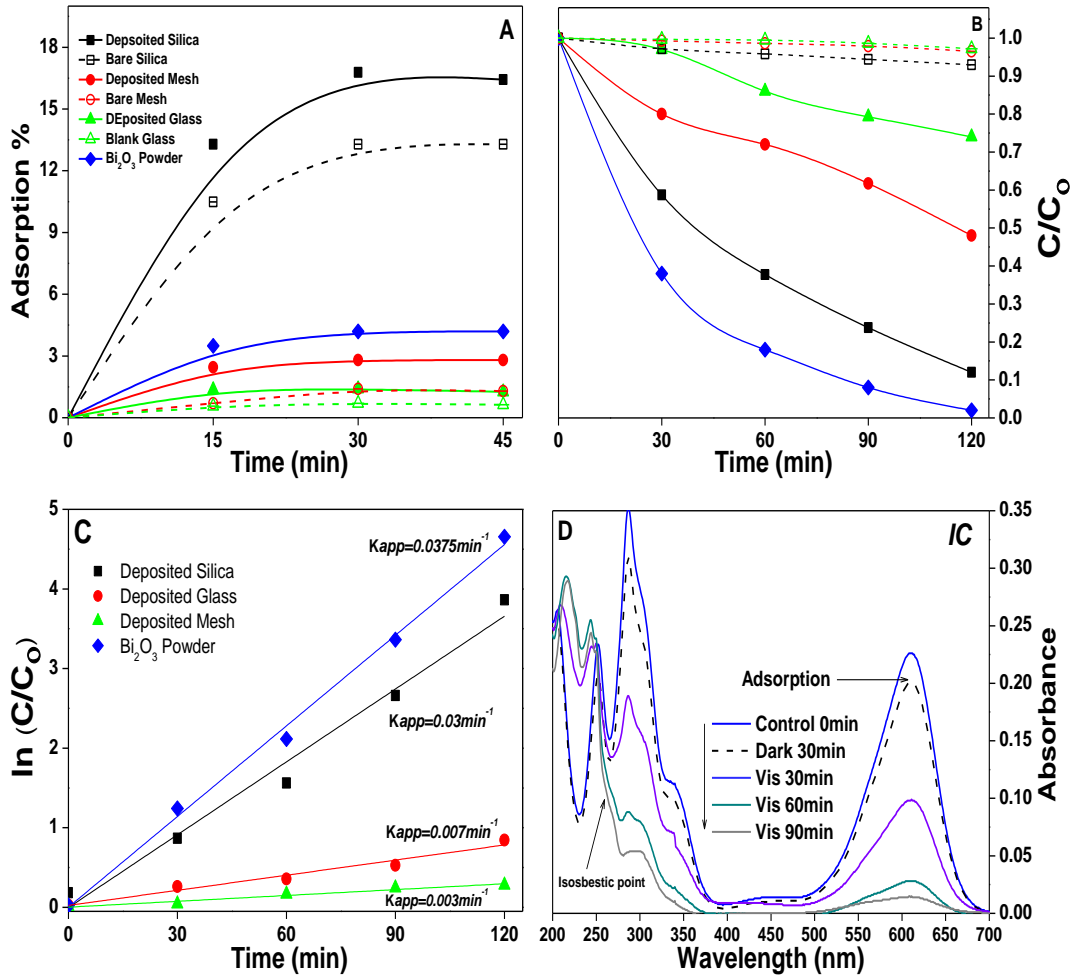 A
Depsoited Silica
Bare Silica
Deposited Mesh
Bare Mesh
DEposited Glass
Blank Glass
Bi₂O₃ Powder
Adsorption %
18
15
12
9
6
3
0
0 15 30 45
Time (min)
B
1.0
0.9
0.8
0.7
0.6
0.5
0.4
0.3
0.2
0.1
0.0
C/C₀
0 30 60 90 120
Time (min)
C
Deposited Silica
Deposited Glass
Deposited Mesh
Bi₂O₃ Powder
Kapp=0.0375min⁻¹
Kapp=0.03min⁻¹
Kapp=0.007min⁻¹
Kapp=0.003min⁻¹
ln (C/C₀)
5
4
3
2
1
0
0 30 60 90 120
Time (min)
D
IC
Adsorption
Control 0min
Dark 30min
Vis 30min
Vis 60min
Vis 90min
Isosbestic point
0.35
0.30
0.25
0.20
0.15
0.10
0.05
0.00
Absorbance
200 250 300 350 400 450 500 550 600 650 700
Wavelength (nm)